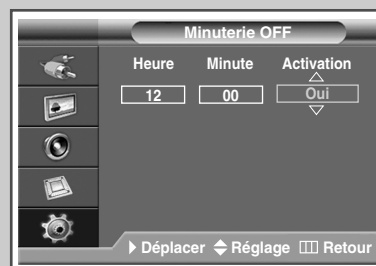 Minuterie OFF
Heure Minute Activation
12 00 Oui
Déplacer Réglage Retour